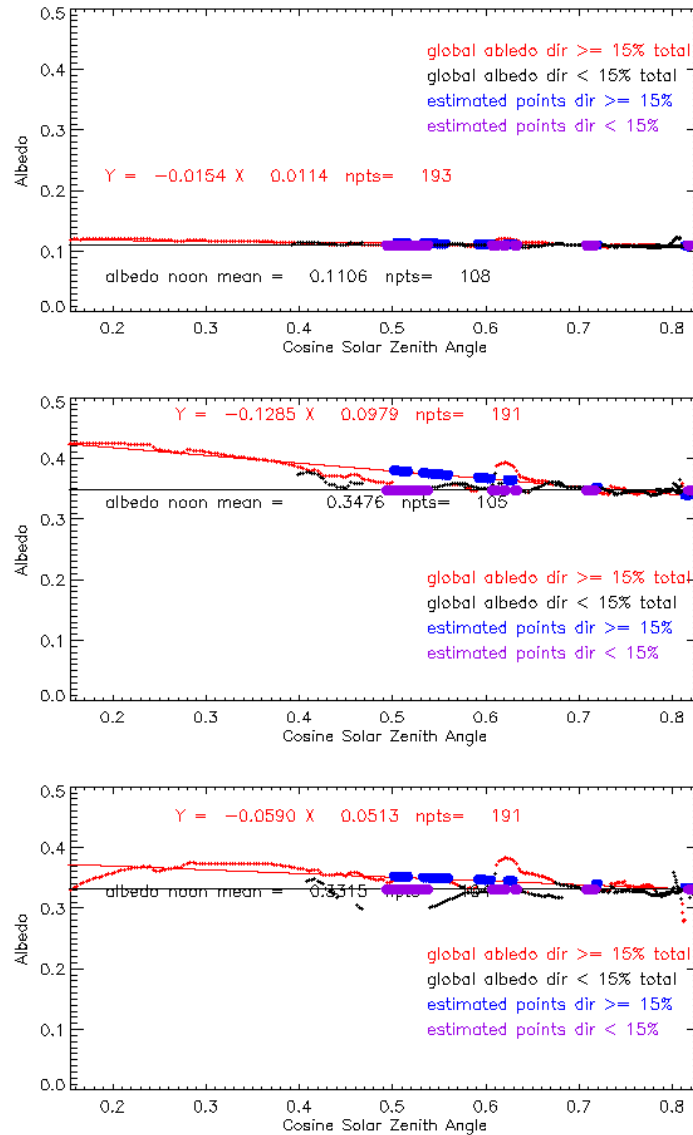 0.5
global abledo dir >= 15% total
global albedo dir < 15% total
estimated points dir >= 15%
estimated points dir < 15%
0.4
0.3
Albedo
0.2
Y = −0.0154 X 0.0114 npts= 193
0.1
albedo noon mean = 0.1106 npts= 108
0.0
0.2 0.3 0.4 0.5 0.6 0.7 0.8
Cosine Solar Zenith Angle
0.5
Y = −0.1285 X 0.0979 npts= 191
0.4
albedo noon mean = 0.3476 npts= 105
0.3
Albedo
0.2
global abledo dir >= 15% total
global albedo dir < 15% total
estimated points dir >= 15%
estimated points dir < 15%
0.1
0.0
0.2 0.3 0.4 0.5 0.6 0.7 0.8
Cosine Solar Zenith Angle
0.5
Y = −0.0590 X 0.0513 npts= 191
0.4
albedo noon mean = 0.3315 npts
0.3
Albedo
0.2
global abledo dir >= 15% total
global albedo dir < 15% total
estimated points dir >= 15%
estimated points dir < 15%
0.1
0.0
0.2 0.3 0.4 0.5 0.6 0.7 0.8
Cosine Solar Zenith Angle